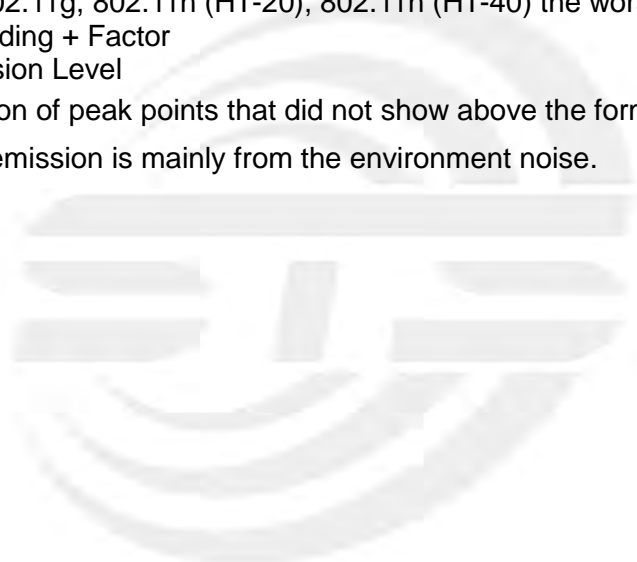 02.11g, 802.11n (HT-20), 802.11n (HT-40) the wor
ding + Factor
sion Level
on of peak points that did not show above the for
emission is mainly from the environment noise.